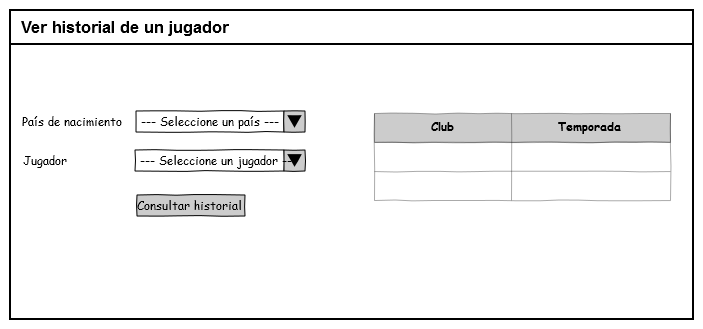 Ver historial de un jugador
País de nacimiento
--- Seleccione un país ---
Jugador
--- Seleccione un jugador ---
Consultar historial
Club
Temporada